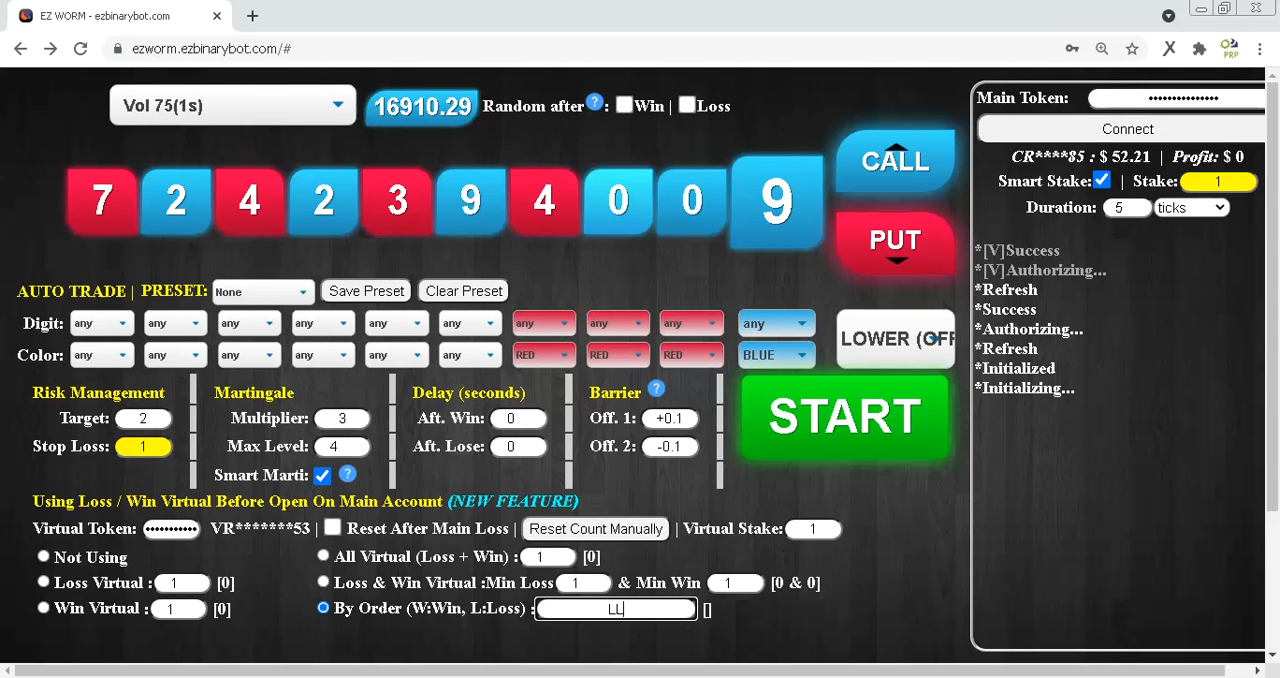 EZ WORM - ezbinarybot.com
ezworm.ezbinarybot.com/#
PRP
Vol 75(1s) 16910.29 Random after ? : Win | Loss
7 2 4 2 3 9 4 0 0 9
CALL
PUT
AUTO TRADE | PRESET: None Save Preset Clear Preset
Digit: any any any any any any any any any any
Color: any any any any any any RED RED RED BLUE
LOWER (OFF
Risk Management Martingale Delay (seconds) Barrier ?
Target: 2 Multiplier: 3 Aft. Win: 0 Off. 1: +0.1
Stop Loss: 1 Max Level: 4 Aft. Lose: 0 Off. 2: -0.1
Smart Marti: ?
START
Using Loss / Win Virtual Before Open On Main Account (NEW FEATURE)
Virtual Token: ••••••••••• VR*******53 | Reset After Main Loss | Reset Count Manually | Virtual Stake: 1
Not Using All Virtual (Loss + Win) : 1 [0]
Loss Virtual : 1 [0] Loss & Win Virtual :Min Loss 1 & Min Win 1 [0 & 0]
Win Virtual : 1 [0] By Order (W:Win, L:Loss) : LL []
Main Token: •••••••••••••••
Connect
CR****85 : $ 52.21 | Profit: $ 0
Smart Stake: | Stake: 1
Duration: 5 ticks
*[V]Success
*[V]Authorizing...
*Refresh
*Success
*Authorizing...
*Refresh
*Initialized
*Initializing...